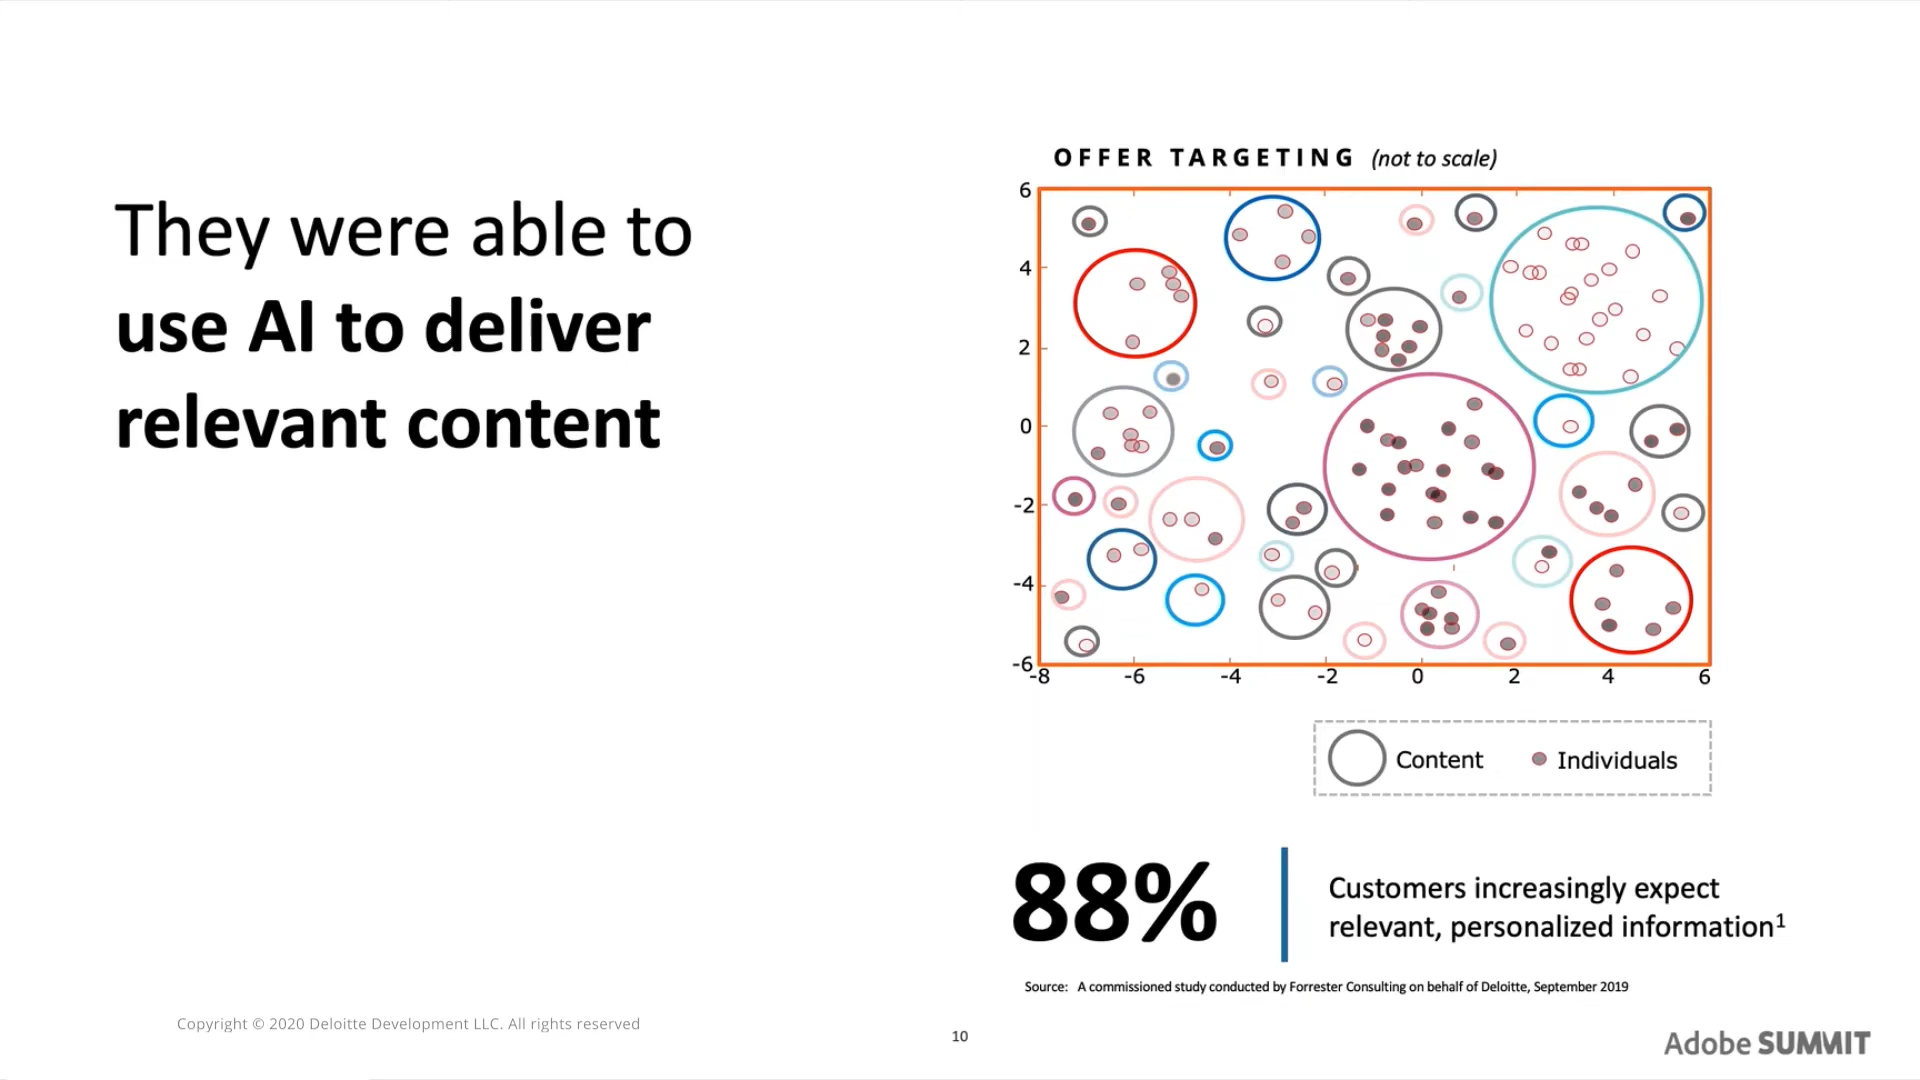 They were able to
use AI to deliver
relevant content
OFFER TARGETING (not to scale)
6
4
2
0
-2
-4
-6
-8 -6 -4 -2 0 2 4 6
Content Individuals
88%
Customers increasingly expect
relevant, personalized information¹
Source: A commissioned study conducted by Forrester Consulting on behalf of Deloitte, September 2019
Copyright © 2020 Deloitte Development LLC. All rights reserved
10
Adobe SUMMIT